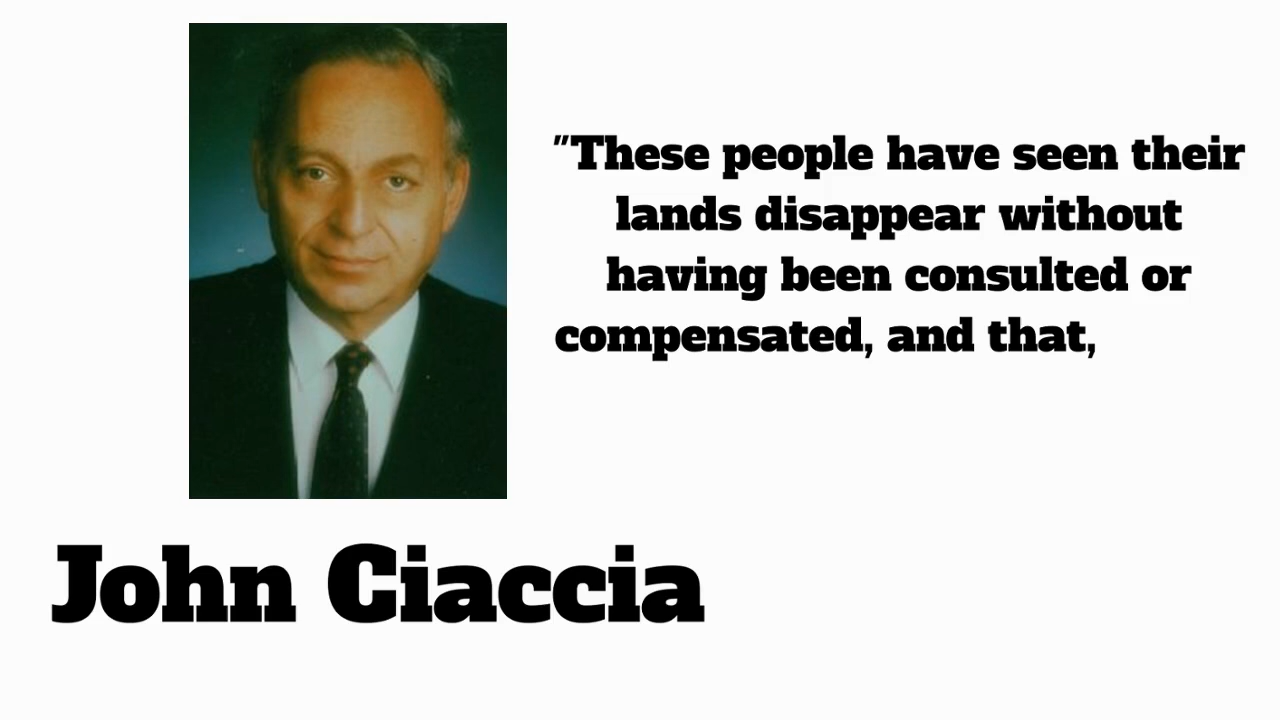 "These people have seen their
lands disappear without
having been consulted or
compensated, and that,
John Ciaccia